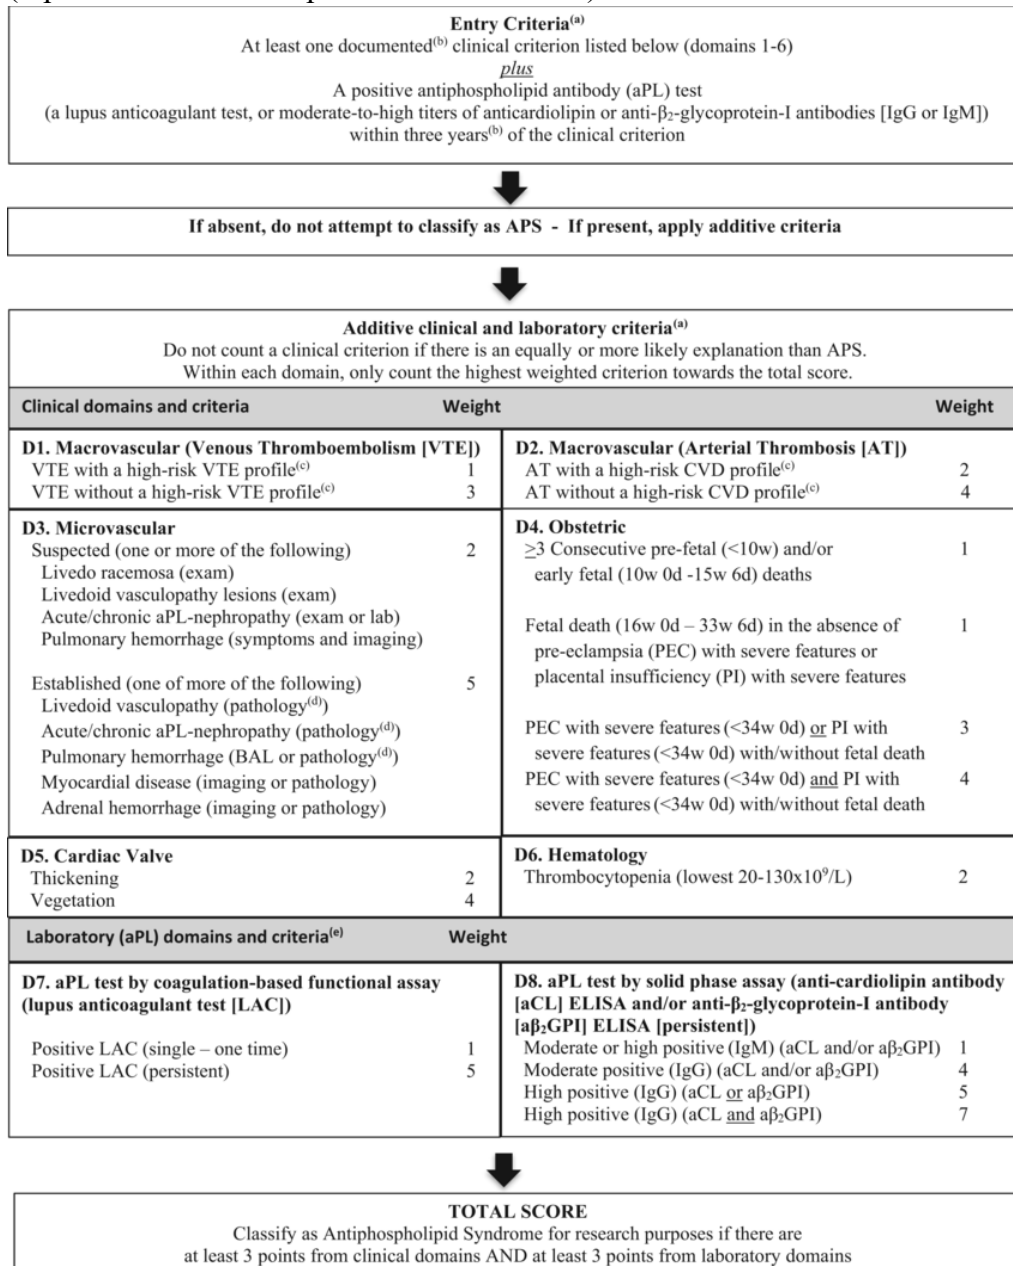 Entry Criteria(a)
At least one documented(b) clinical criterion listed below (domains 1-6)
plus
A positive antiphospholipid antibody (aPL) test
(a lupus anticoagulant test, or moderate-to-high titers of anticardiolipin or anti-β2-glycoprotein-I antibodies [IgG or IgM])
within three years(b) of the clinical criterion
If absent, do not attempt to classify as APS - If present, apply additive criteria
Additive clinical and laboratory criteria(a)
Do not count a clinical criterion if there is an equally or more likely explanation than APS.
Within each domain, only count the highest weighted criterion towards the total score.
Clinical domains and criteria Weight Weight
D1. Macrovascular (Venous Thromboembolism [VTE])
VTE with a high-risk VTE profile(c) 1
VTE without a high-risk VTE profile(c) 3
D2. Macrovascular (Arterial Thrombosis [AT])
AT with a high-risk CVD profile(c) 2
AT without a high-risk CVD profile(c) 4
D3. Microvascular
Suspected (one or more of the following) 2
Livedo racemosa (exam)
Livedoid vasculopathy lesions (exam)
Acute/chronic aPL-nephropathy (exam or lab)
Pulmonary hemorrhage (symptoms and imaging)
Established (one of more of the following) 5
Livedoid vasculopathy (pathology(d))
Acute/chronic aPL-nephropathy (pathology(d))
Pulmonary hemorrhage (BAL or pathology(d))
Myocardial disease (imaging or pathology)
Adrenal hemorrhage (imaging or pathology)
D4. Obstetric
≥3 Consecutive pre-fetal (<10w) and/or 1
early fetal (10w 0d -15w 6d) deaths
Fetal death (16w 0d – 33w 6d) in the absence of 1
pre-eclampsia (PEC) with severe features or
placental insufficiency (PI) with severe features
PEC with severe features (<34w 0d) or PI with 3
severe features (<34w 0d) with/without fetal death
PEC with severe features (<34w 0d) and PI with 4
severe features (<34w 0d) with/without fetal death
D5. Cardiac Valve
Thickening 2
Vegetation 4
D6. Hematology
Thrombocytopenia (lowest 20-130x10⁹/L) 2
Laboratory (aPL) domains and criteria(e) Weight
D7. aPL test by coagulation-based functional assay
(lupus anticoagulant test [LAC])
Positive LAC (single – one time) 1
Positive LAC (persistent) 5
D8. aPL test by solid phase assay (anti-cardiolipin antibody
[aCL] ELISA and/or anti-β2-glycoprotein-I antibody
[aβ2GPI] ELISA [persistent])
Moderate or high positive (IgM) (aCL and/or aβ2GPI) 1
Moderate positive (IgG) (aCL and/or aβ2GPI) 4
High positive (IgG) (aCL or aβ2GPI) 5
High positive (IgG) (aCL and aβ2GPI) 7
TOTAL SCORE
Classify as Antiphospholipid Syndrome for research purposes if there are
at least 3 points from clinical domains AND at least 3 points from laboratory domains